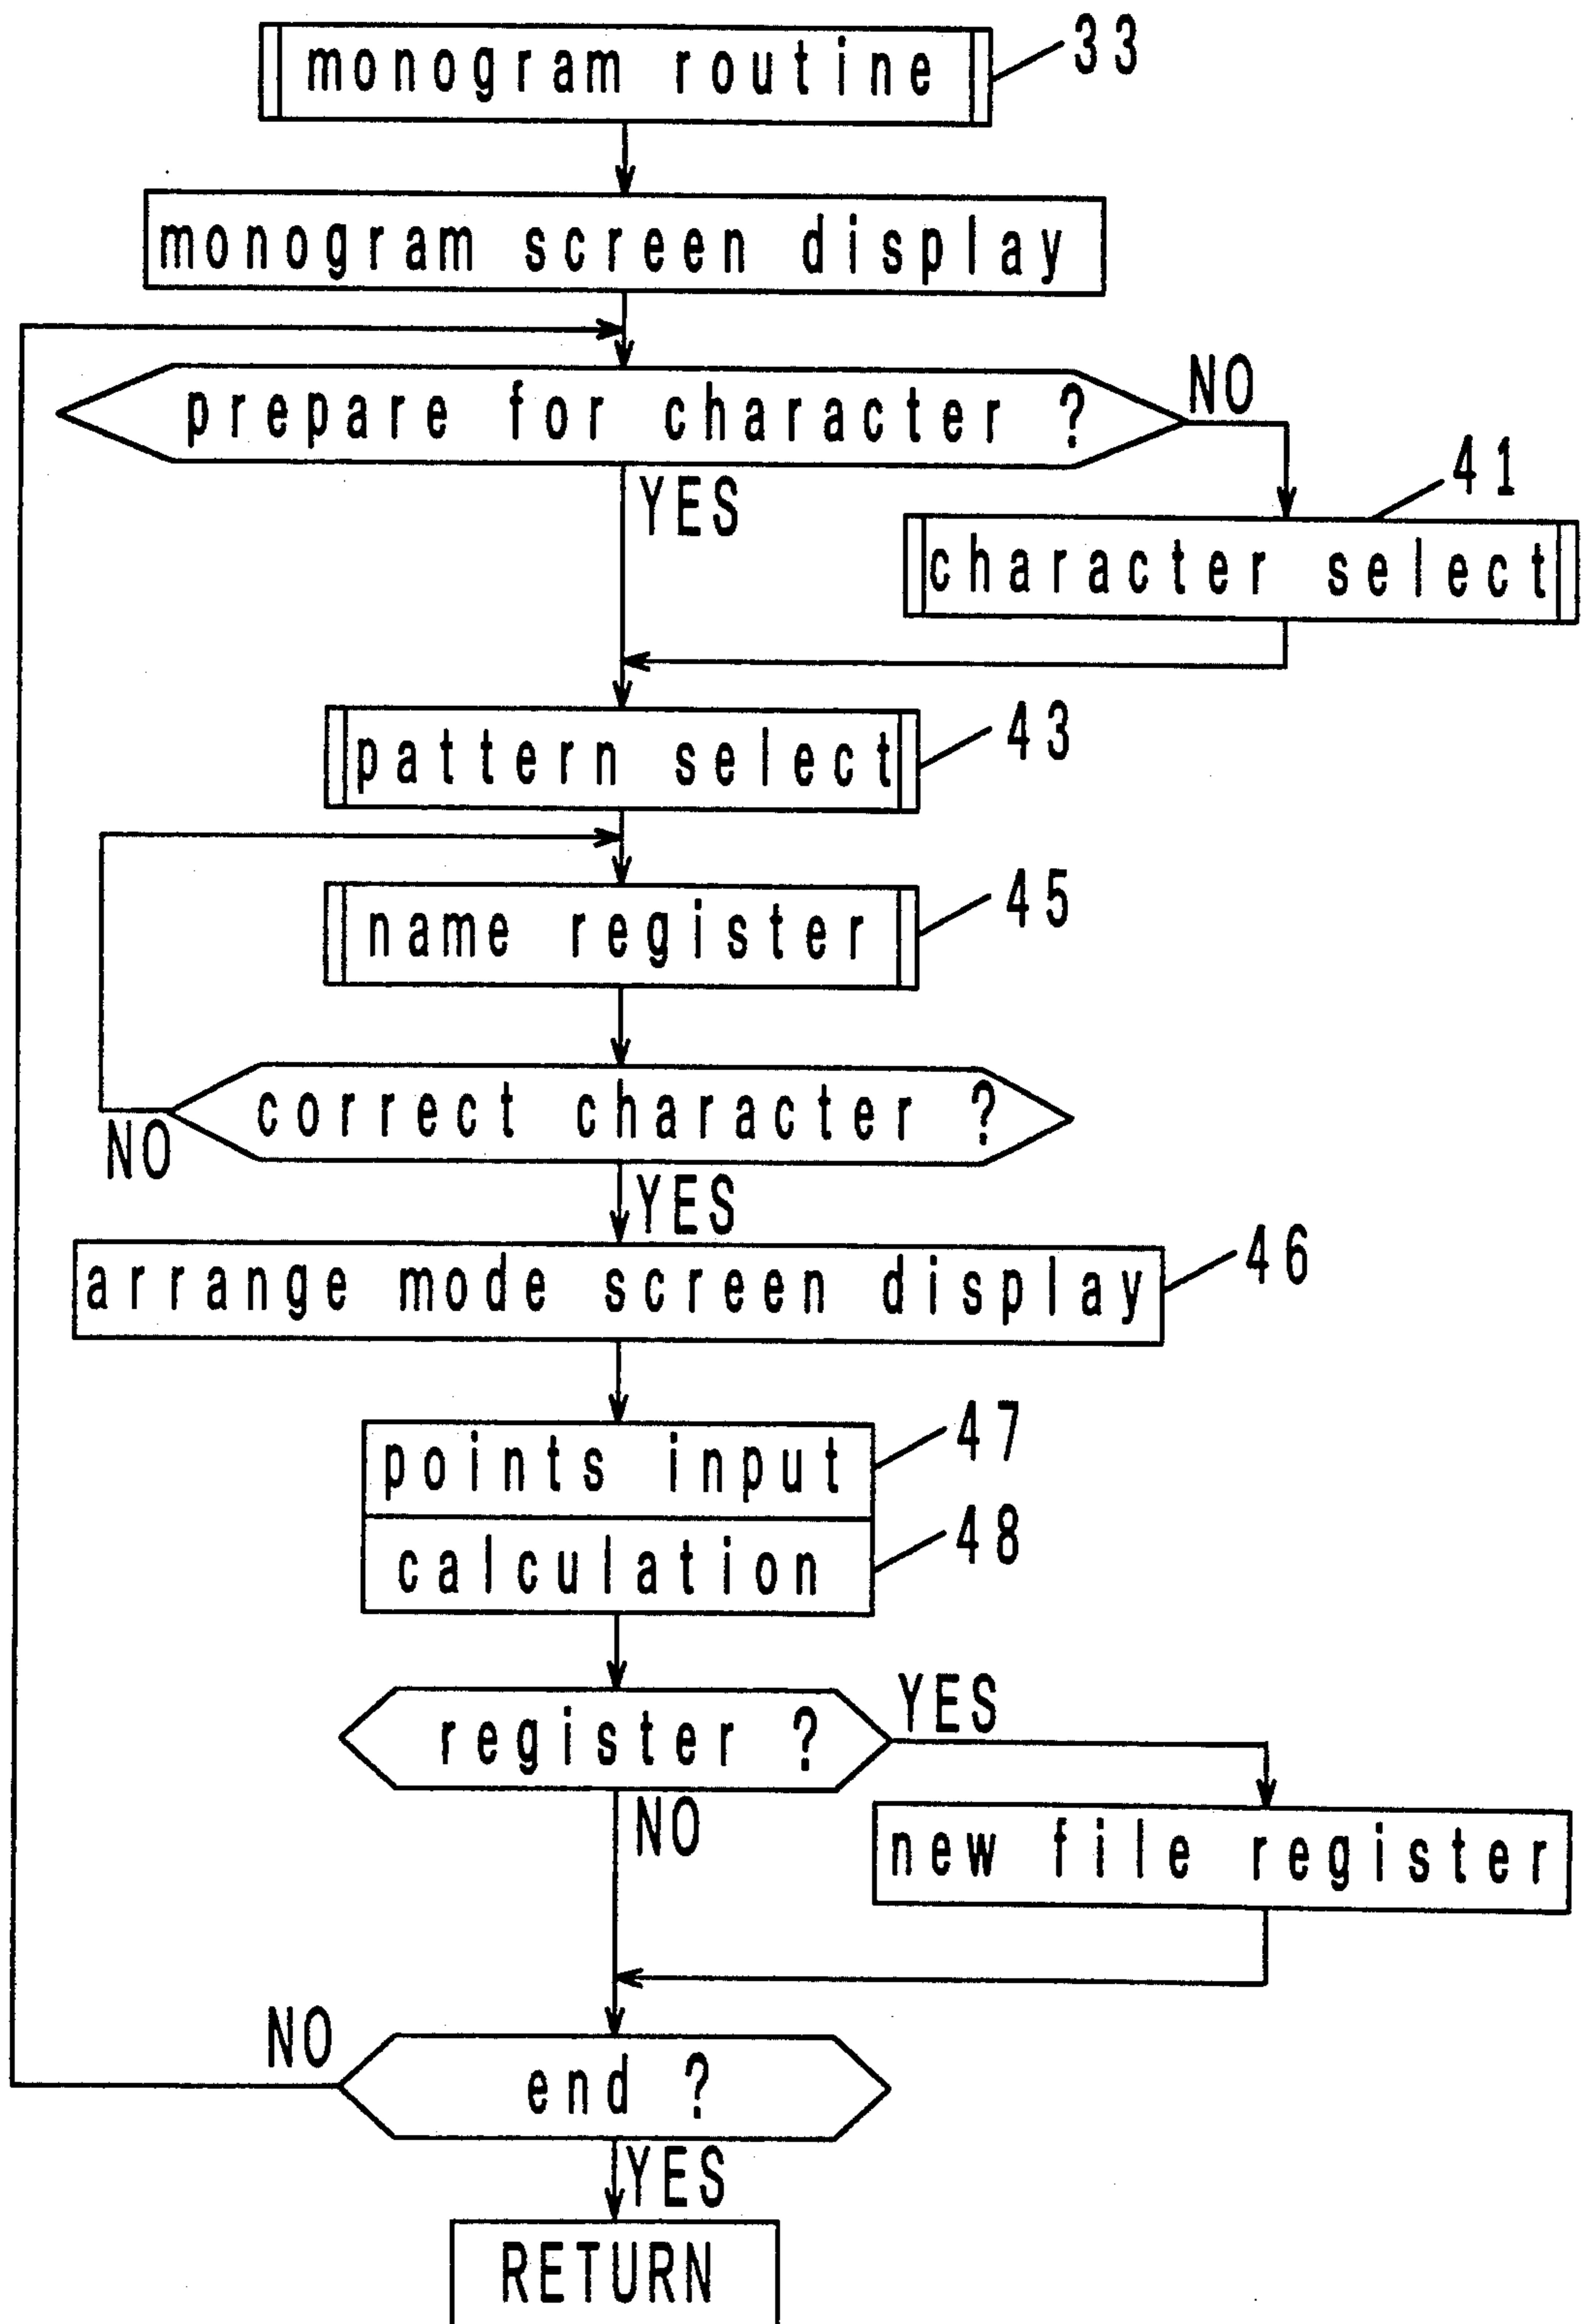 monogram routine
33
monogram screen display
prepare for character ?
NO
YES
41
character select
pattern select
43
name register
45
correct character ?
NO
YES
arrange mode screen display
46
points input
47
calculation
48
register ?
YES
NO
new file register
NO
end ?
YES
RETURN